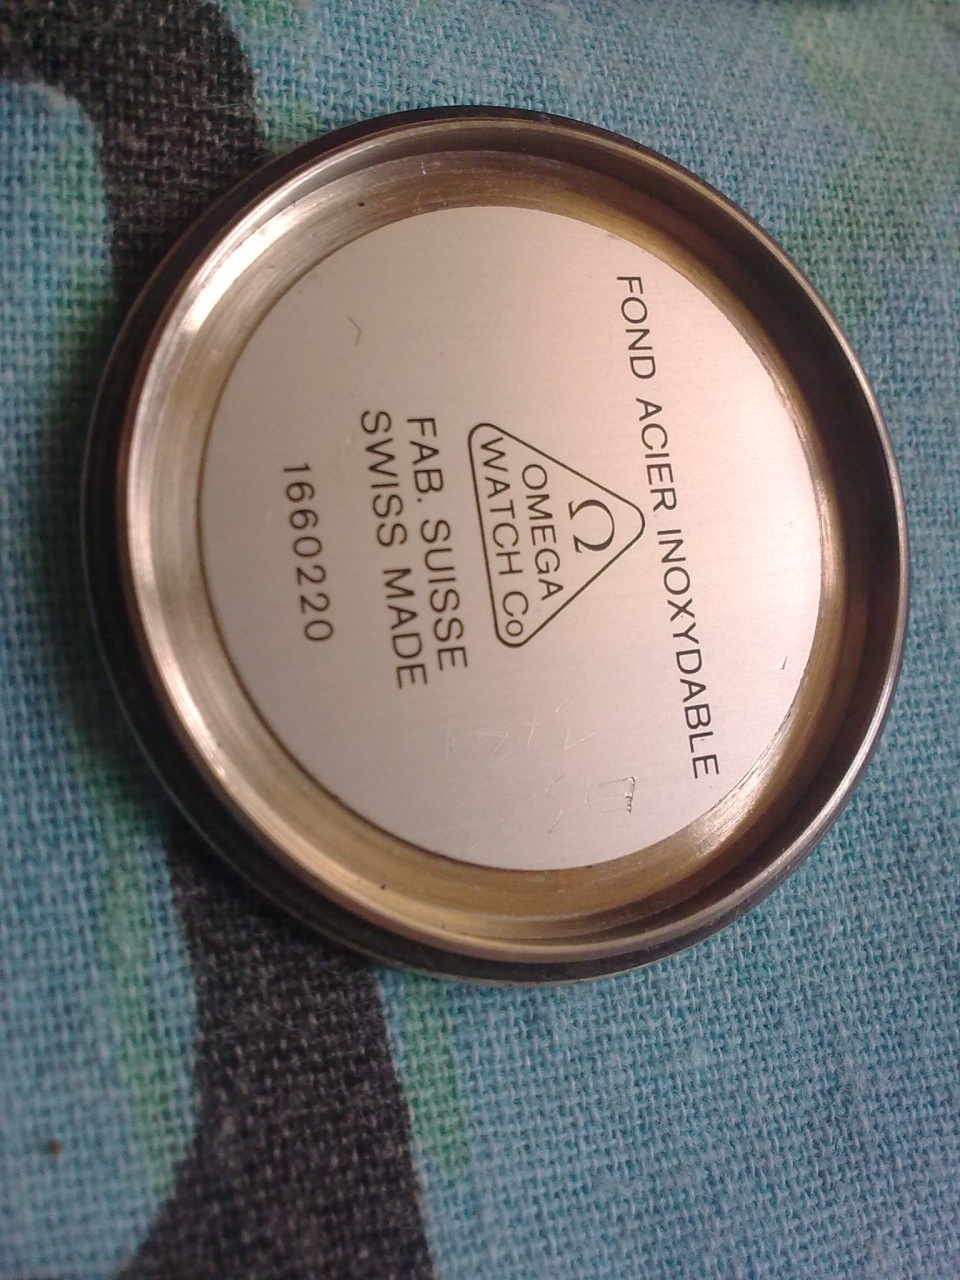 FOND ACIER INOXYDABLE
Ω
OMEGA
WATCH Co
FAB. SUISSE
SWISS MADE
1660220